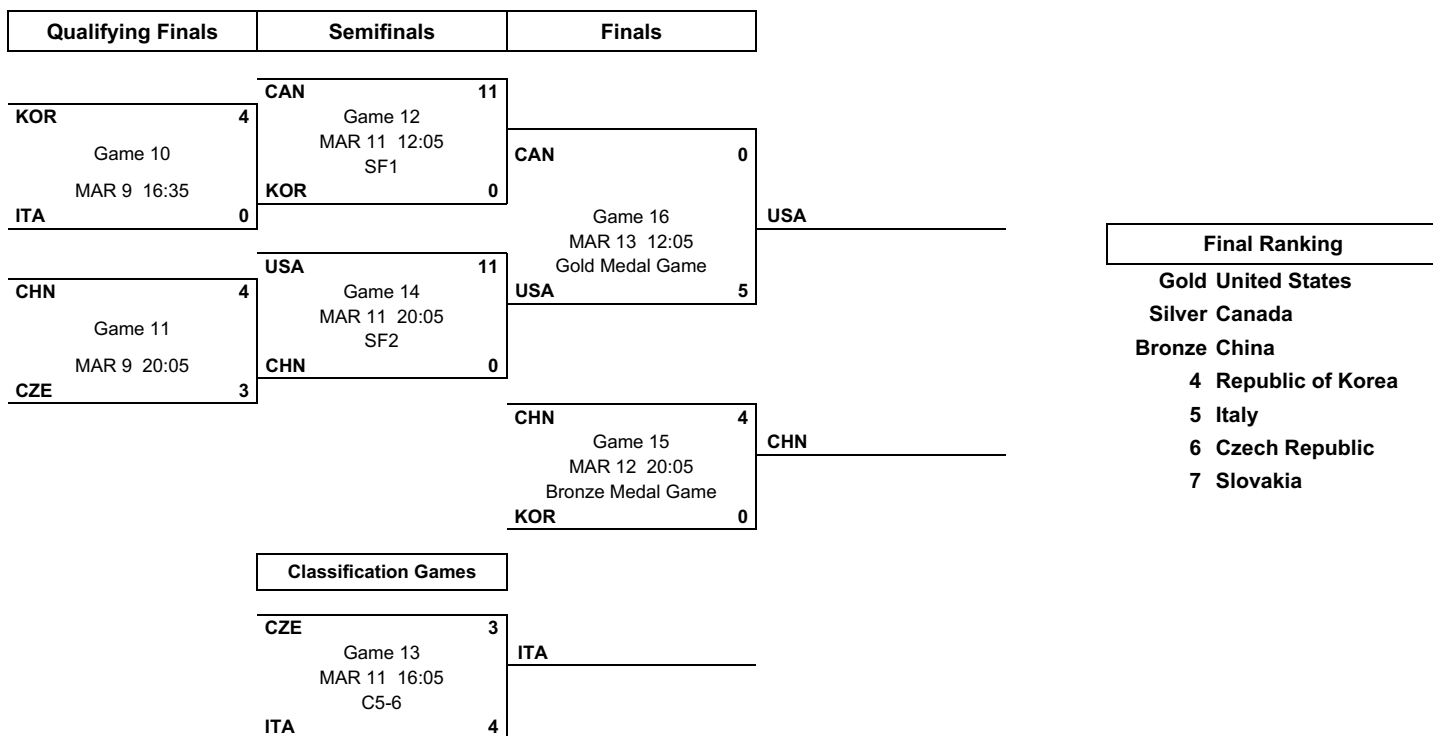 Qualifying Finals Semifinals Finals
KOR 4
Game 10
MAR 9 16:35
ITA 0
CHN 4
Game 11
MAR 9 20:05
CZE 3
CAN 11
Game 12
MAR 11 12:05
SF1
KOR 0
USA 11
Game 14
MAR 11 20:05
SF2
CHN 0
CAN 0
Game 16
MAR 13 12:05
Gold Medal Game
USA 5
USA
CHN 4
Game 15
MAR 12 20:05
Bronze Medal Game
KOR 0
CHN
Classification Games
CZE 3
Game 13
MAR 11 16:05
C5-6
ITA 4
ITA
Final Ranking
Gold United States
Silver Canada
Bronze China
4 Republic of Korea
5 Italy
6 Czech Republic
7 Slovakia